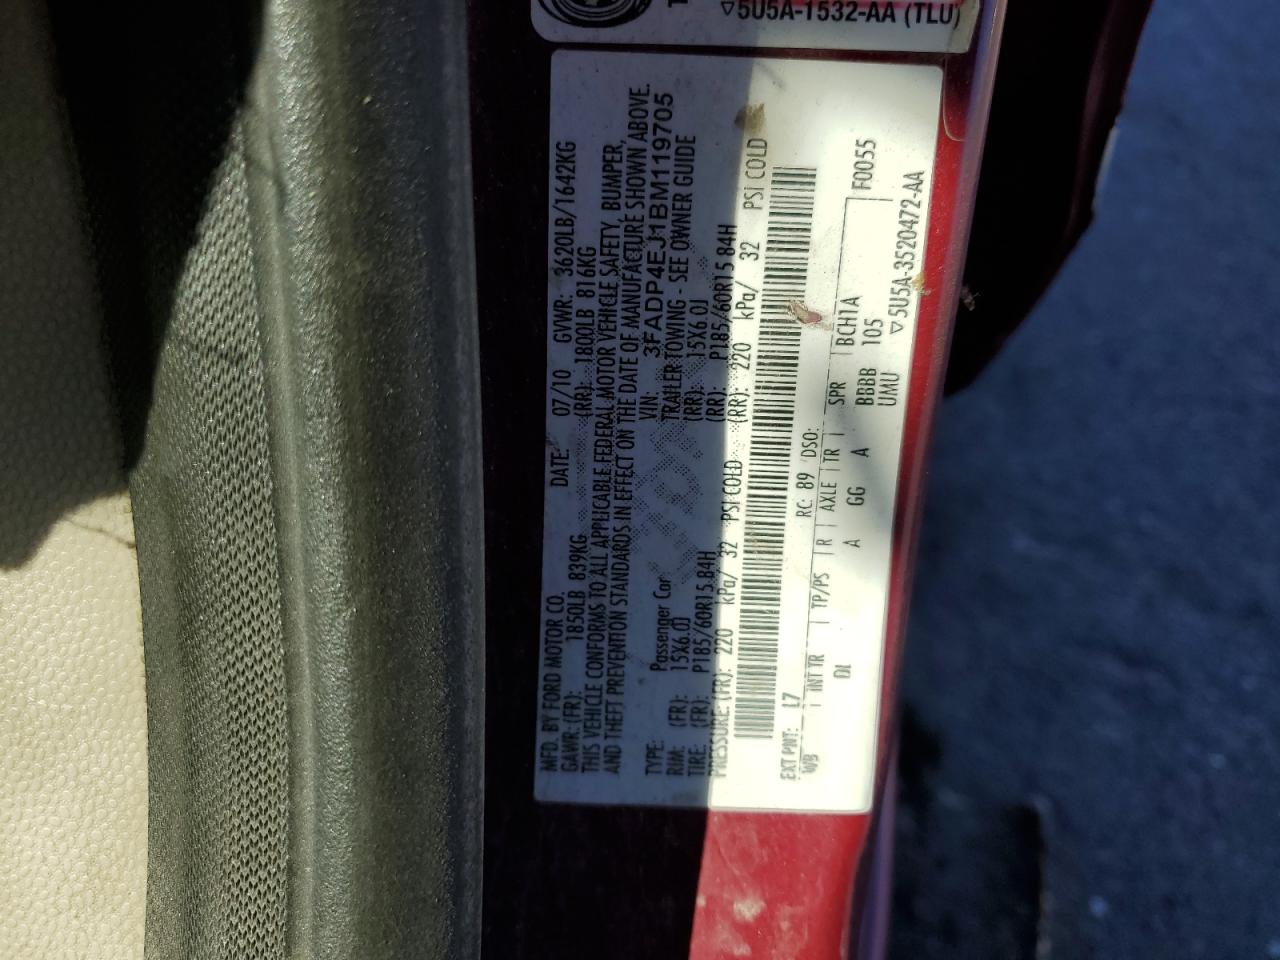 ▽5U5A-1532-AA (TLU)
MFD. BY FORD MOTOR CO. DATE: 07/10 GVWR: 3620LB/1642KG
GAWR: (FR): 1850LB 839KG (RR): 1800LB 816KG
THIS VEHICLE CONFORMS TO ALL APPLICABLE FEDERAL MOTOR VEHICLE SAFETY, BUMPER,
AND THEFT PREVENTION STANDARDS IN EFFECT ON THE DATE OF MANUFACTURE SHOWN ABOVE.
VIN: 3FADP4EJ1BM119705
TYPE: Passenger Car TRAILER TOWING - SEE OWNER GUIDE
RIM: (FR): 15X6.0J (RR): 15X6.0J
TIRE: (FR): P185/60R15 84H (RR): P185/60R15 84H
PRESSURE: (FR): 220 kPa/ 32 PSI COLD (RR): 220 kPa/ 32 PSI COLD
EXT PNT: L7 RC: 89 DSO: F0055
WB INT TR TP/PS R AXLE TR SPR BCH1A
DL A GG A BBBB 105
UMU ▽5U5A-3520472-AA